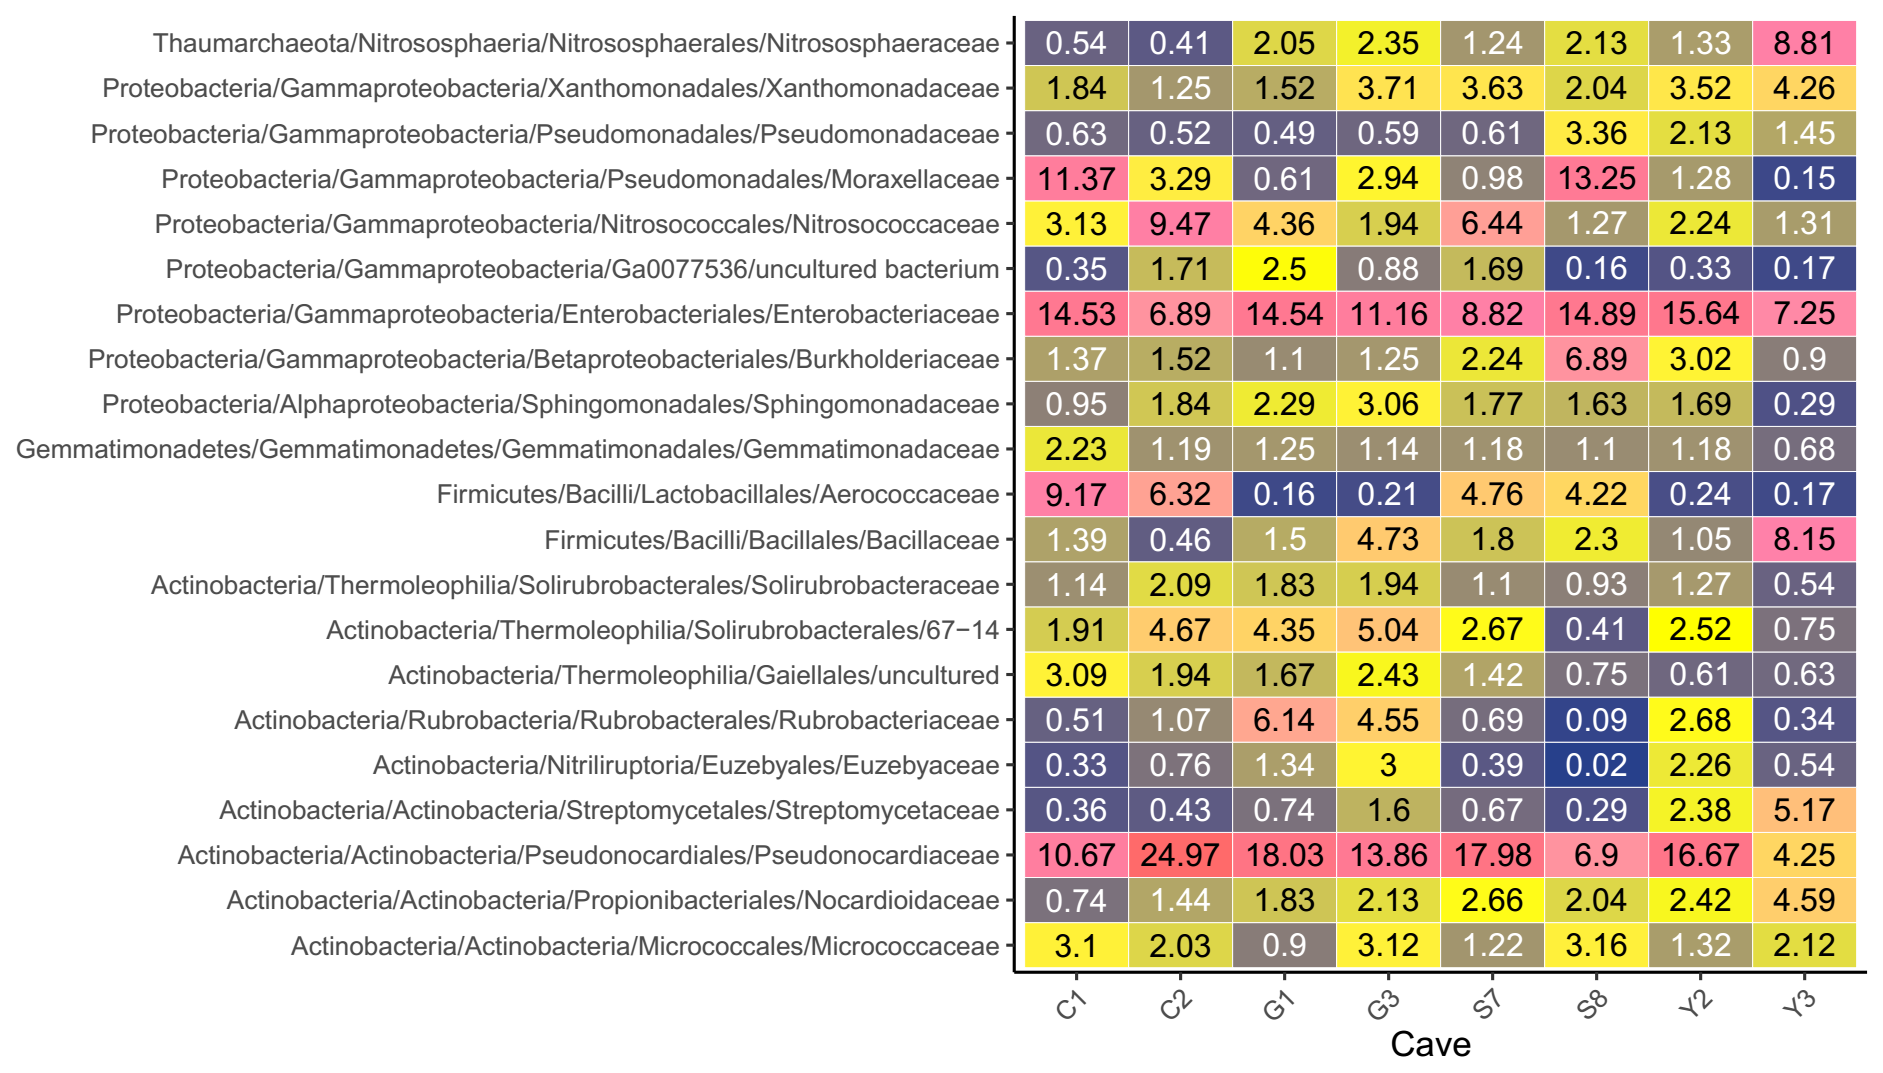 Thaumarchaeota/Nitrososphaeria/Nitrososphaerales/Nitrososphaeraceae 0.54 0.41 2.05 2.35 1.24 2.13 1.33 8.81
Proteobacteria/Gammaproteobacteria/Xanthomonadales/Xanthomonadaceae 1.84 1.25 1.52 3.71 3.63 2.04 3.52 4.26
Proteobacteria/Gammaproteobacteria/Pseudomonadales/Pseudomonadaceae 0.63 0.52 0.49 0.59 0.61 3.36 2.13 1.45
Proteobacteria/Gammaproteobacteria/Pseudomonadales/Moraxellaceae 11.37 3.29 0.61 2.94 0.98 13.25 1.28 0.15
Proteobacteria/Gammaproteobacteria/Nitrosococcales/Nitrosococcaceae 3.13 9.47 4.36 1.94 6.44 1.27 2.24 1.31
Proteobacteria/Gammaproteobacteria/Ga0077536/uncultured bacterium 0.35 1.71 2.5 0.88 1.69 0.16 0.33 0.17
Proteobacteria/Gammaproteobacteria/Enterobacteriales/Enterobacteriaceae 14.53 6.89 14.54 11.16 8.82 14.89 15.64 7.25
Proteobacteria/Gammaproteobacteria/Betaproteobacteriales/Burkholderiaceae 1.37 1.52 1.1 1.25 2.24 6.89 3.02 0.9
Proteobacteria/Alphaproteobacteria/Sphingomonadales/Sphingomonadaceae 0.95 1.84 2.29 3.06 1.77 1.63 1.69 0.29
Gemmatimonadetes/Gemmatimonadetes/Gemmatimonadales/Gemmatimonadaceae 2.23 1.19 1.25 1.14 1.18 1.1 1.18 0.68
Firmicutes/Bacilli/Lactobacillales/Aerococcaceae 9.17 6.32 0.16 0.21 4.76 4.22 0.24 0.17
Firmicutes/Bacilli/Bacillales/Bacillaceae 1.39 0.46 1.5 4.73 1.8 2.3 1.05 8.15
Actinobacteria/Thermoleophilia/Solirubrobacterales/Solirubrobacteraceae 1.14 2.09 1.83 1.94 1.1 0.93 1.27 0.54
Actinobacteria/Thermoleophilia/Solirubrobacterales/67−14 1.91 4.67 4.35 5.04 2.67 0.41 2.52 0.75
Actinobacteria/Thermoleophilia/Gaiellales/uncultured 3.09 1.94 1.67 2.43 1.42 0.75 0.61 0.63
Actinobacteria/Rubrobacteria/Rubrobacterales/Rubrobacteriaceae 0.51 1.07 6.14 4.55 0.69 0.09 2.68 0.34
Actinobacteria/Nitriliruptoria/Euzebyales/Euzebyaceae 0.33 0.76 1.34 3 0.39 0.02 2.26 0.54
Actinobacteria/Actinobacteria/Streptomycetales/Streptomycetaceae 0.36 0.43 0.74 1.6 0.67 0.29 2.38 5.17
Actinobacteria/Actinobacteria/Pseudonocardiales/Pseudonocardiaceae 10.67 24.97 18.03 13.86 17.98 6.9 16.67 4.25
Actinobacteria/Actinobacteria/Propionibacteriales/Nocardioidaceae 0.74 1.44 1.83 2.13 2.66 2.04 2.42 4.59
Actinobacteria/Actinobacteria/Micrococcales/Micrococcaceae 3.1 2.03 0.9 3.12 1.22 3.16 1.32 2.12
C1 C2 G1 G3 S7 S8 Y2 Y3
Cave